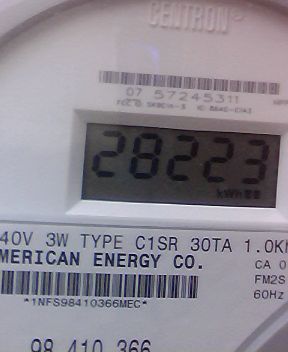 CENTRON
07 57245311
28223
kWh
40V 3W TYPE C1SR 30TA 1.0K
MERICAN ENERGY CO.
CA 0
FM2S
60Hz
*1NFS98410366MEC*
98 410 366